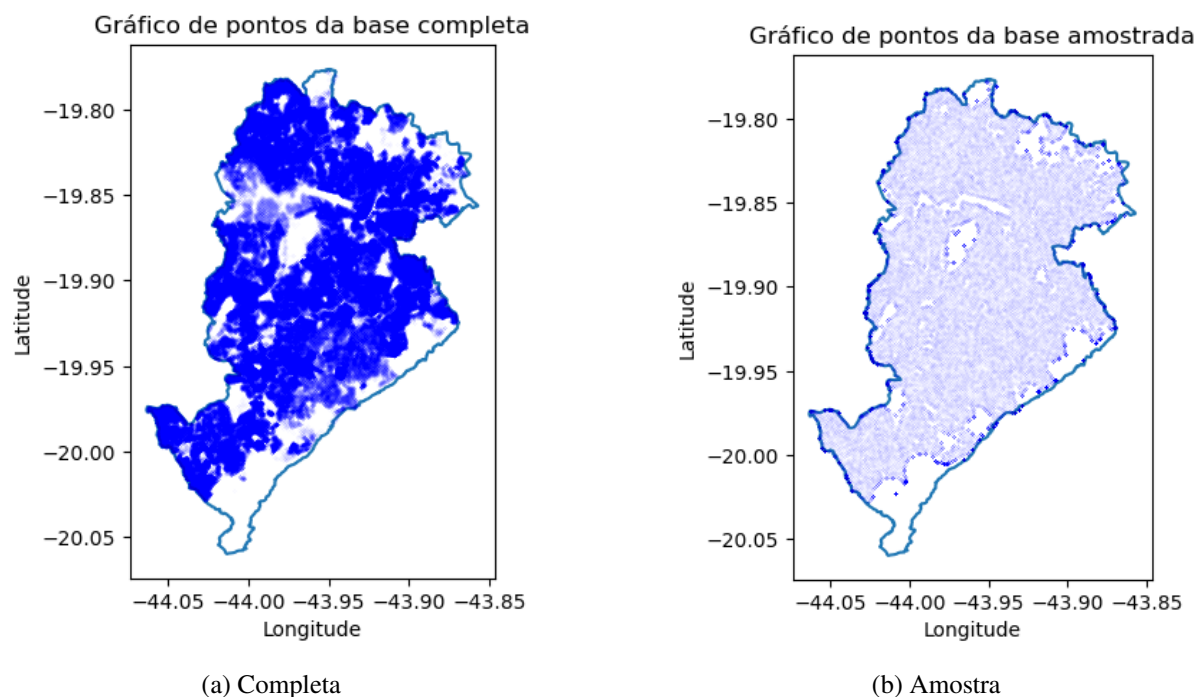 Gráfico de pontos da base completa
−19.80
−19.85
−19.90
−19.95
−20.00
−20.05
Latitude
−44.05 −44.00 −43.95 −43.90 −43.85
Longitude
(a) Completa
Gráfico de pontos da base amostrada
−19.80
−19.85
−19.90
−19.95
−20.00
−20.05
Latitude
−44.05 −44.00 −43.95 −43.90 −43.85
Longitude
(b) Amostra